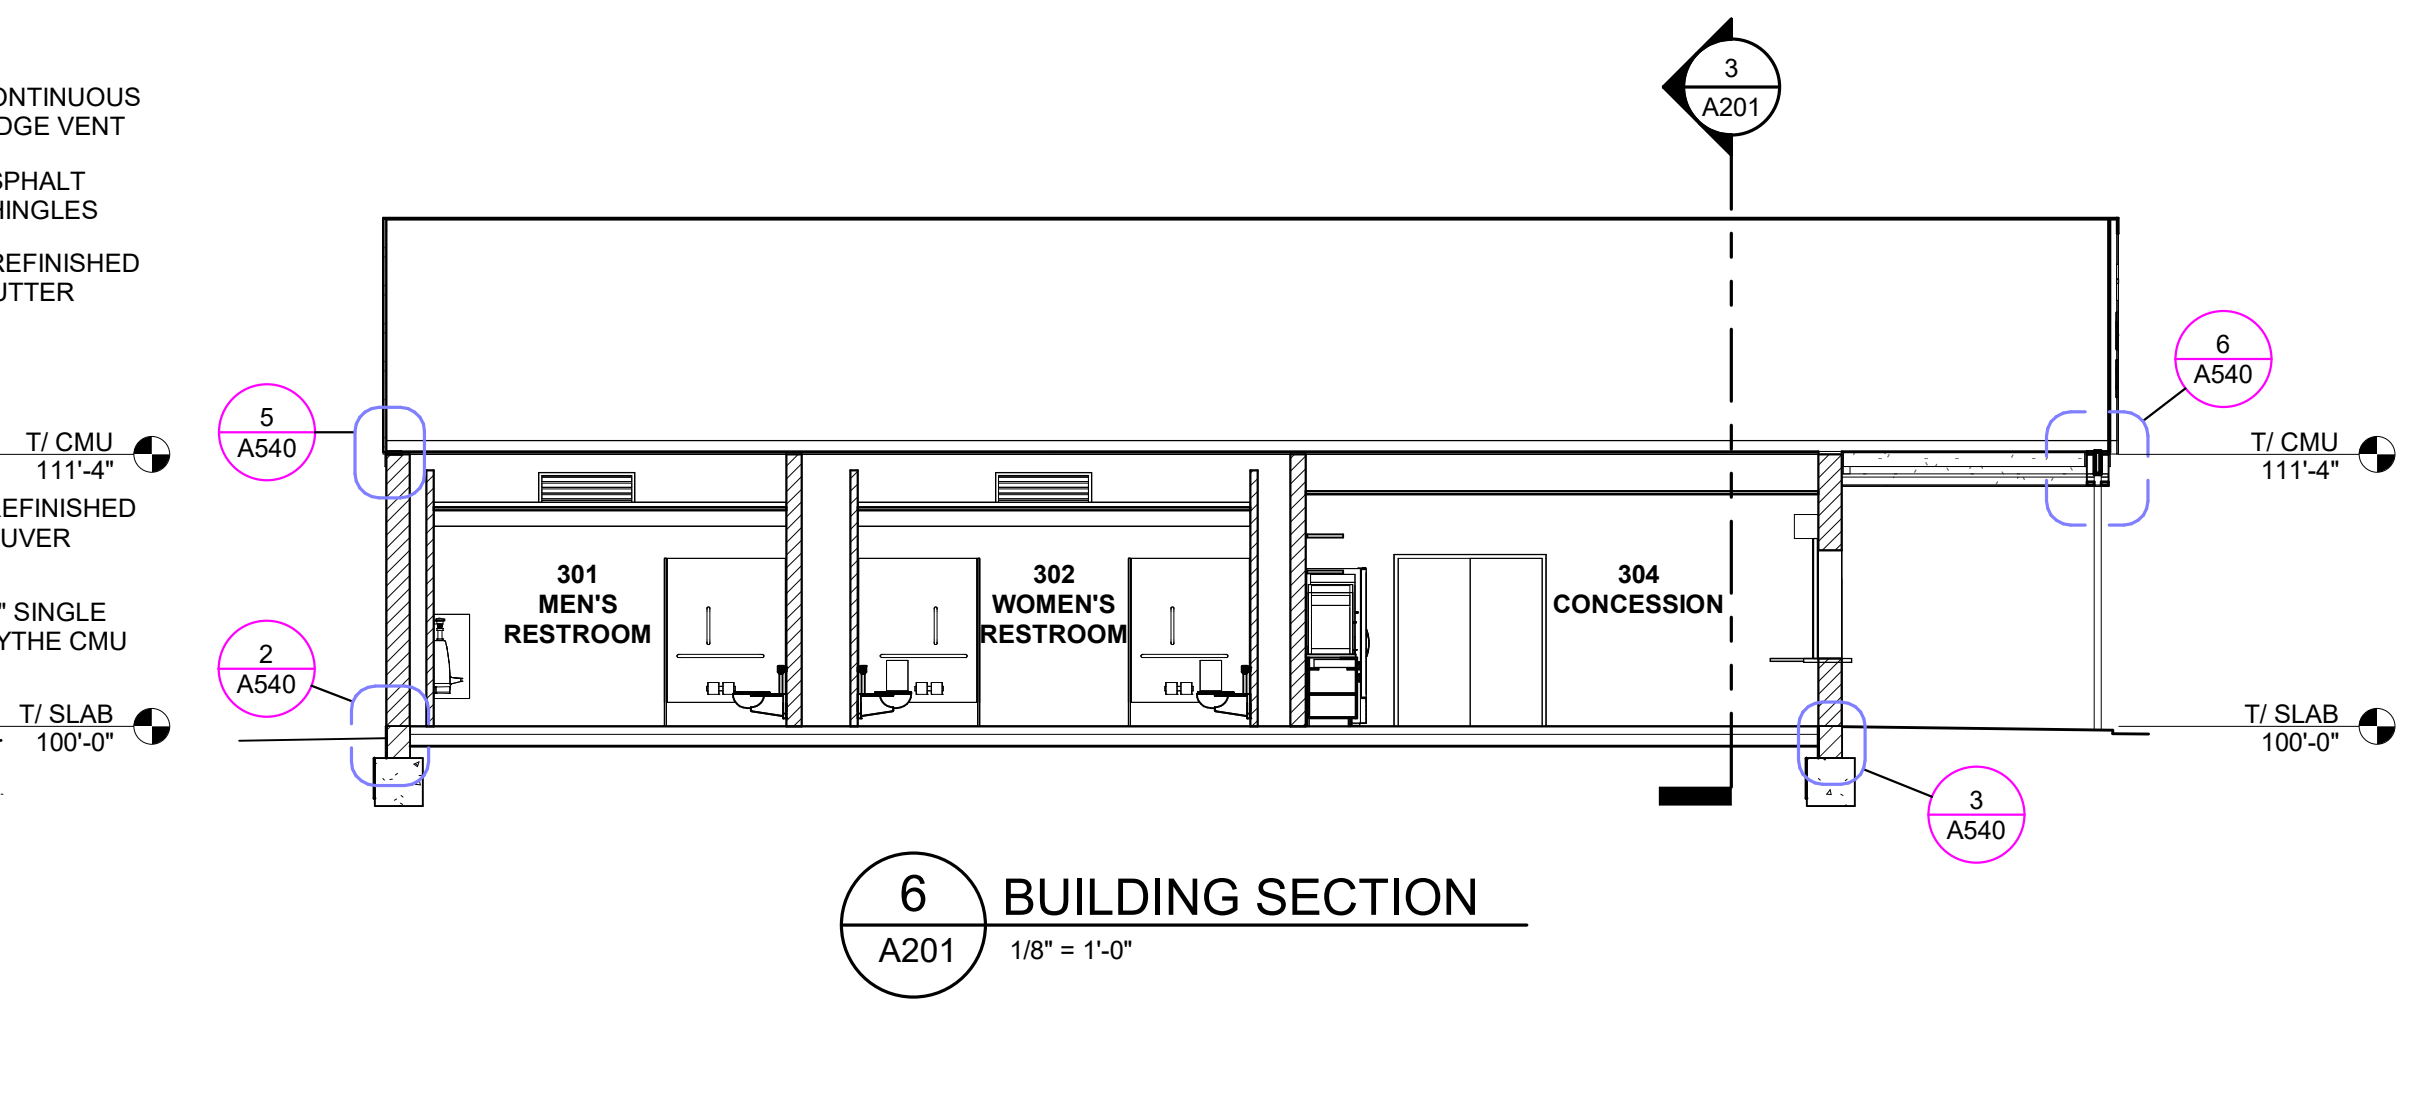 3
A201
ONTINUOUS
DGE VENT
SPHALT
HINGLES
REFINISHED
UTTER
6
A540
5
A540
T/ CMU
111'-4"
T/ CMU
111'-4"
EFINISHED
UVER
301
MEN'S
RESTROOM
302
WOMEN'S
RESTROOM
304
CONCESSION
" SINGLE
YTHE CMU
2
A540
T/ SLAB
100'-0"
T/ SLAB
100'-0"
3
A540
6
A201
BUILDING SECTION
1/8" = 1'-0"